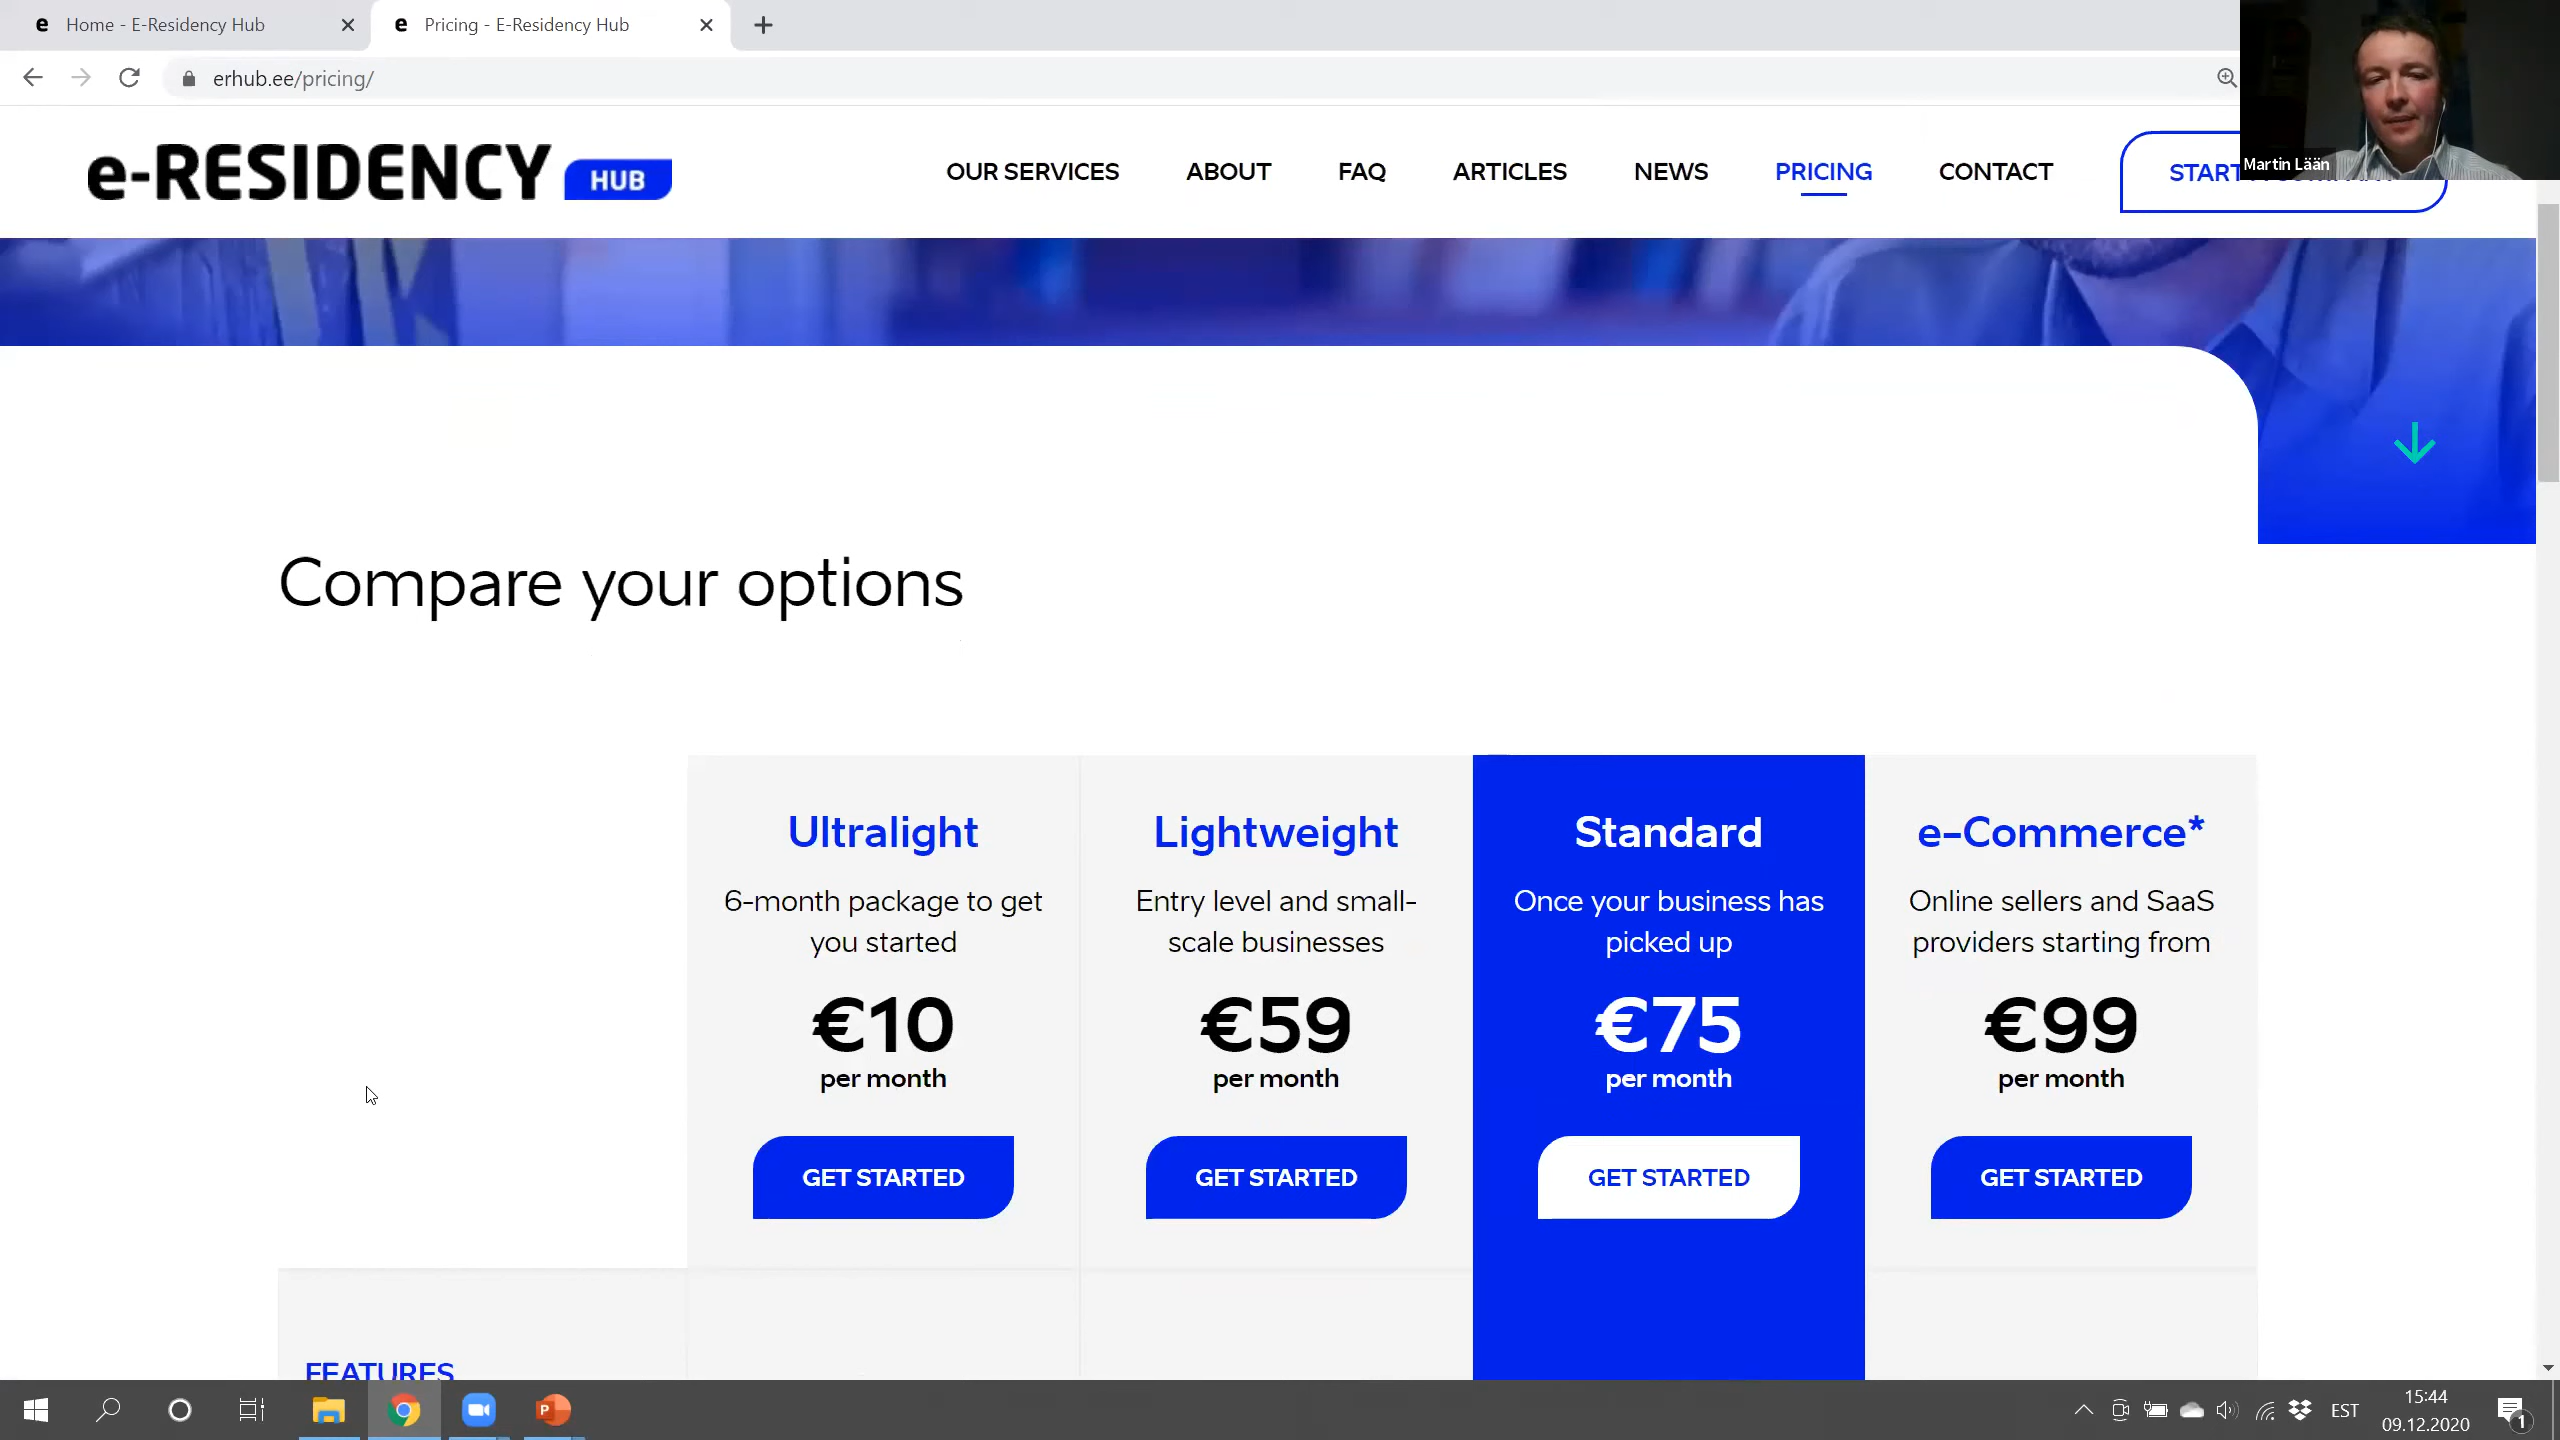 Home - E-Residency Hub
Pricing - E-Residency Hub
erhub.ee/pricing/
e-RESIDENCY HUB
OUR SERVICES
ABOUT
FAQ
ARTICLES
NEWS
PRICING
CONTACT
START
Martin Lään
Compare your options
Ultralight
6-month package to get
you started
€10
per month
GET STARTED
Lightweight
Entry level and small-
scale businesses
€59
per month
GET STARTED
Standard
Once your business has
picked up
€75
per month
GET STARTED
e-Commerce*
Online sellers and SaaS
providers starting from
€99
per month
GET STARTED
FEATURES
EST
15:44
09.12.2020
1